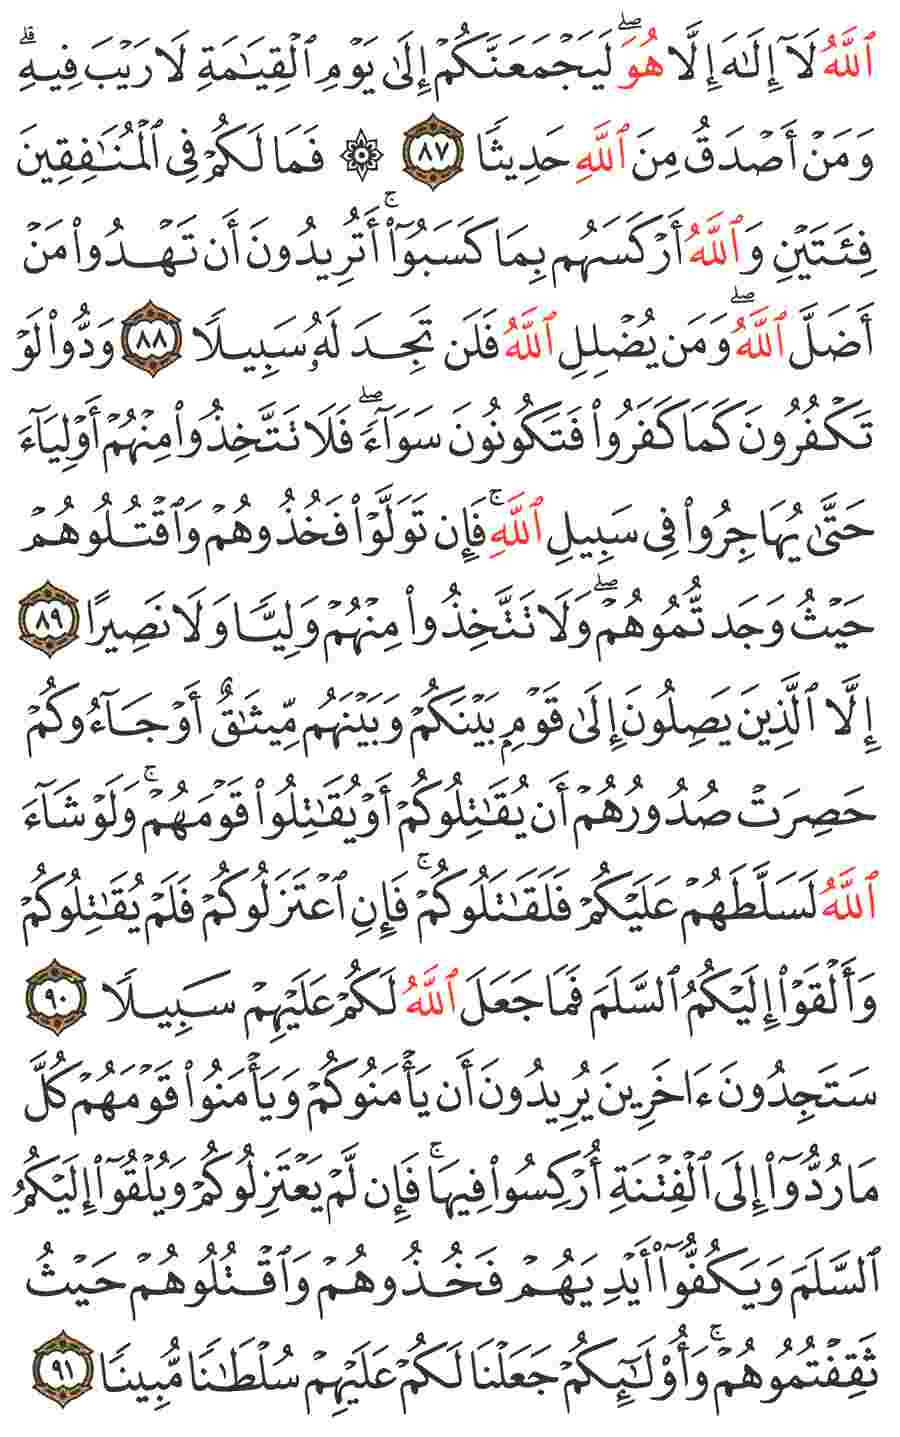 ٱللَّهُ لَآ إِلَٰهَ إِلَّا هُوَۖ لَيَجْمَعَنَّكُمْ إِلَىٰ يَوْمِ ٱلْقِيَٰمَةِ لَا رَيْبَ فِيهِۗ
وَمَنْ أَصْدَقُ مِنَ ٱللَّهِ حَدِيثًا ٨٧ ۞ فَمَا لَكُمْ فِى ٱلْمُنَٰفِقِينَ
فِئَتَيْنِ وَٱللَّهُ أَرْكَسَهُم بِمَا كَسَبُوٓا۟ۚ أَتُرِيدُونَ أَن تَهْدُوا۟ مَنْ
أَضَلَّ ٱللَّهُۖ وَمَن يُضْلِلِ ٱللَّهُ فَلَن تَجِدَ لَهُۥ سَبِيلًا ٨٨ وَدُّوا۟ لَوْ
تَكْفُرُونَ كَمَا كَفَرُوا۟ فَتَكُونُونَ سَوَآءًۖ فَلَا تَتَّخِذُوا۟ مِنْهُمْ أَوْلِيَآءَ
حَتَّىٰ يُهَاجِرُوا۟ فِى سَبِيلِ ٱللَّهِۚ فَإِن تَوَلَّوْا۟ فَخُذُوهُمْ وَٱقْتُلُوهُمْ
حَيْثُ وَجَدتُّمُوهُمْۖ وَلَا تَتَّخِذُوا۟ مِنْهُمْ وَلِيًّا وَلَا نَصِيرًا ٨٩
إِلَّا ٱلَّذِينَ يَصِلُونَ إِلَىٰ قَوْمٍۭ بَيْنَكُمْ وَبَيْنَهُم مِّيثَٰقٌ أَوْ جَآءُوكُمْ
حَصِرَتْ صُدُورُهُمْ أَن يُقَٰتِلُوكُمْ أَوْ يُقَٰتِلُوا۟ قَوْمَهُمْۚ وَلَوْ شَآءَ
ٱللَّهُ لَسَلَّطَهُمْ عَلَيْكُمْ فَلَقَٰتَلُوكُمْۚ فَإِنِ ٱعْتَزَلُوكُمْ فَلَمْ يُقَٰتِلُوكُمْ
وَأَلْقَوْا۟ إِلَيْكُمُ ٱلسَّلَمَ فَمَا جَعَلَ ٱللَّهُ لَكُمْ عَلَيْهِمْ سَبِيلًا ٩٠
سَتَجِدُونَ ءَاخَرِينَ يُرِيدُونَ أَن يَأْمَنُوكُمْ وَيَأْمَنُوا۟ قَوْمَهُمْ كُلَّ
مَا رُدُّوٓا۟ إِلَى ٱلْفِتْنَةِ أُرْكِسُوا۟ فِيهَاۚ فَإِن لَّمْ يَعْتَزِلُوكُمْ وَيُلْقُوٓا۟ إِلَيْكُمُ
ٱلسَّلَمَ وَيَكُفُّوٓا۟ أَيْدِيَهُمْ فَخُذُوهُمْ وَٱقْتُلُوهُمْ حَيْثُ
ثَقِفْتُمُوهُمْۚ وَأُو۟لَٰٓئِكُمْ جَعَلْنَا لَكُمْ عَلَيْهِمْ سُلْطَٰنًا مُّبِينًا ٩١